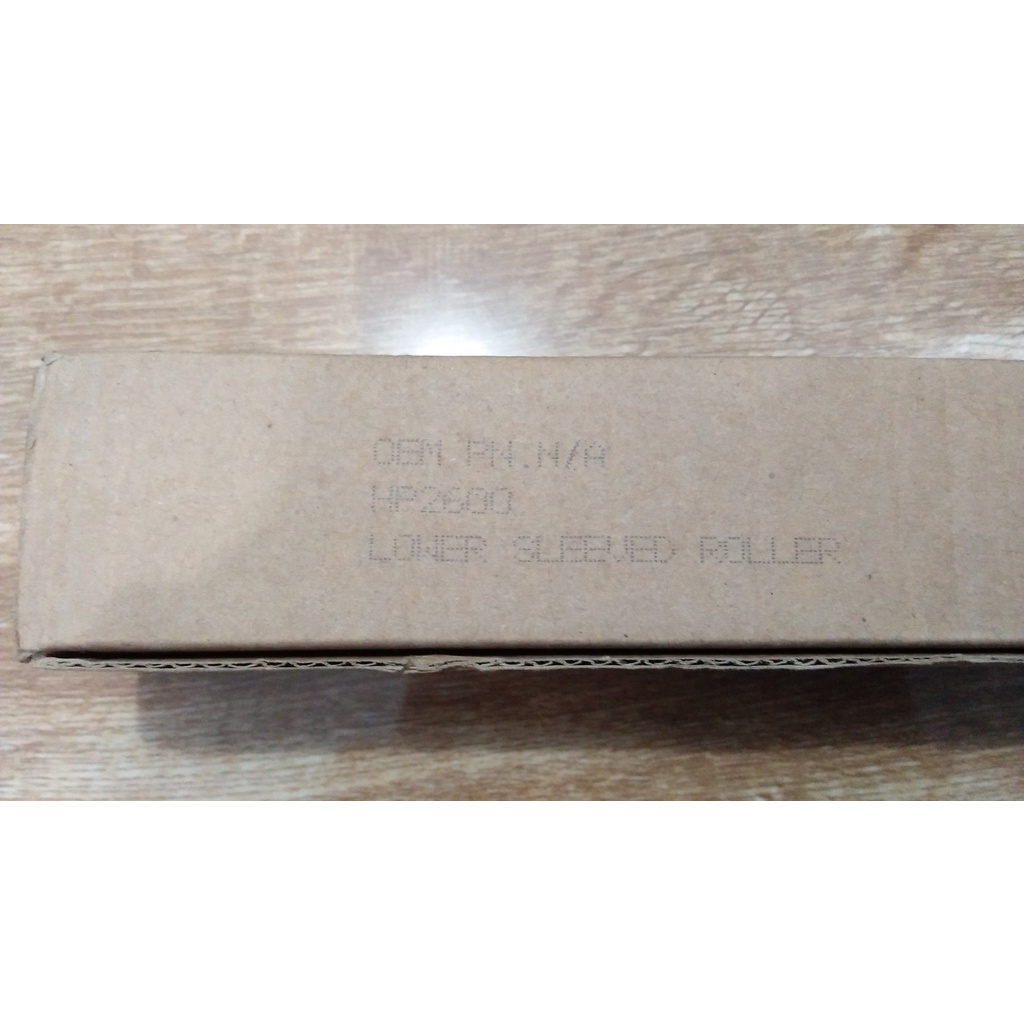 OEM PN.N/A
HP2600
LOWER SLEEVED ROLLER